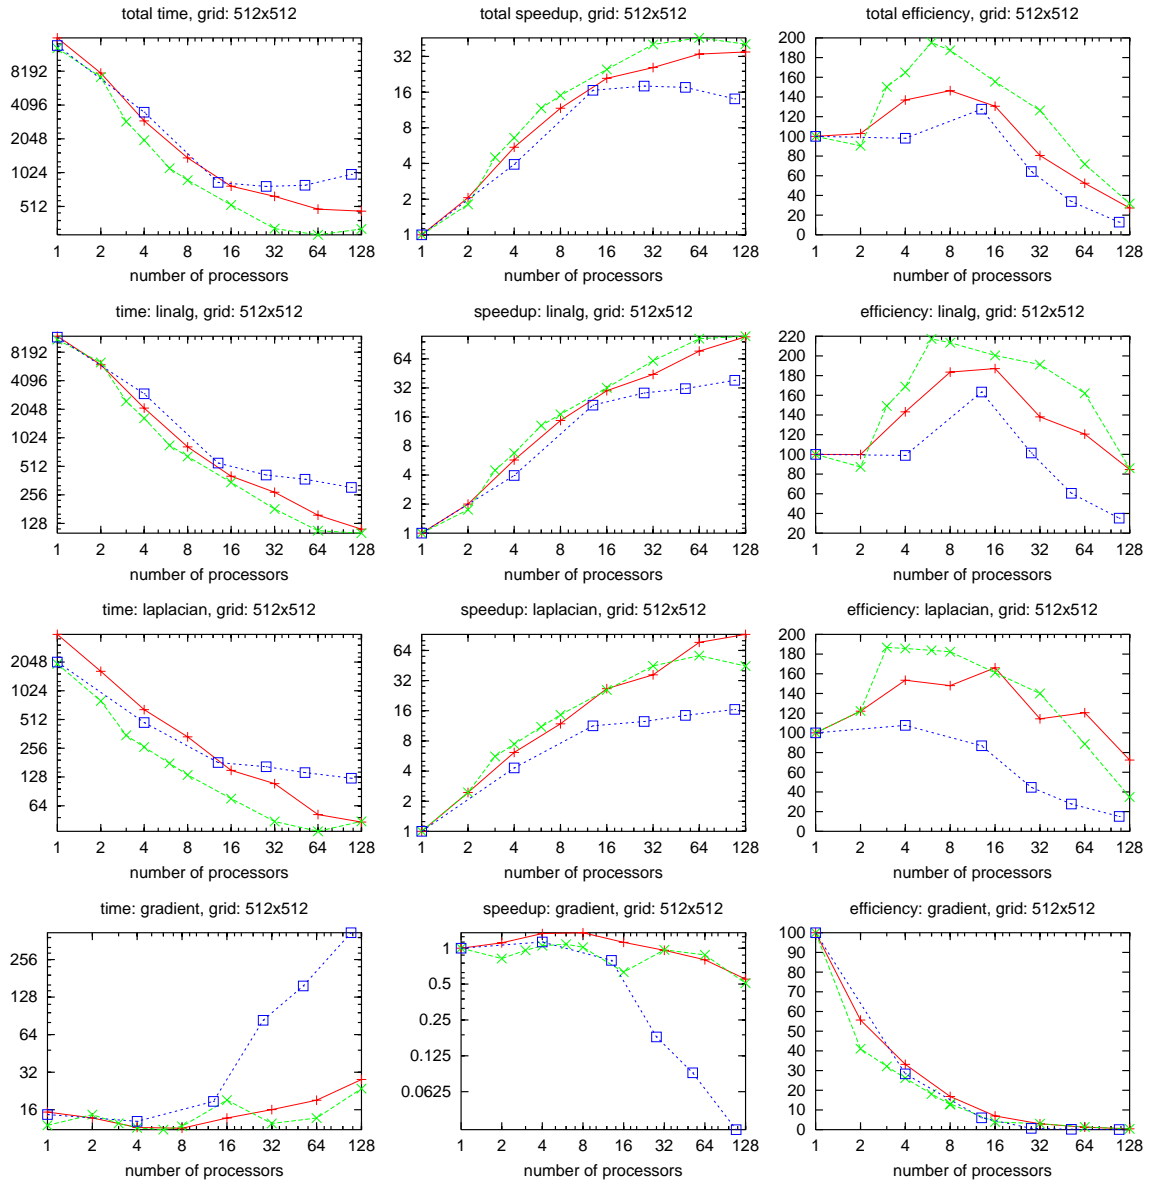 total time, grid: 512x512
8192
4096
2048
1024
512
1 2 4 8 16 32 64 128
number of processors
total speedup, grid: 512x512
32
16
8
4
2
1
1 2 4 8 16 32 64 128
number of processors
total efficiency, grid: 512x512
200
180
160
140
120
100
80
60
40
20
0
1 2 4 8 16 32 64 128
number of processors
time: linalg, grid: 512x512
8192
4096
2048
1024
512
256
128
1 2 4 8 16 32 64 128
number of processors
speedup: linalg, grid: 512x512
64
32
16
8
4
2
1
1 2 4 8 16 32 64 128
number of processors
efficiency: linalg, grid: 512x512
220
200
180
160
140
120
100
80
60
40
20
1 2 4 8 16 32 64 128
number of processors
time: laplacian, grid: 512x512
2048
1024
512
256
128
64
1 2 4 8 16 32 64 128
number of processors
speedup: laplacian, grid: 512x512
64
32
16
8
4
2
1
1 2 4 8 16 32 64 128
number of processors
efficiency: laplacian, grid: 512x512
200
180
160
140
120
100
80
60
40
20
0
1 2 4 8 16 32 64 128
number of processors
time: gradient, grid: 512x512
256
128
64
32
16
1 2 4 8 16 32 64 128
number of processors
speedup: gradient, grid: 512x512
1
0.5
0.25
0.125
0.0625
1 2 4 8 16 32 64 128
number of processors
efficiency: gradient, grid: 512x512
100
90
80
70
60
50
40
30
20
10
0
1 2 4 8 16 32 64 128
number of processors